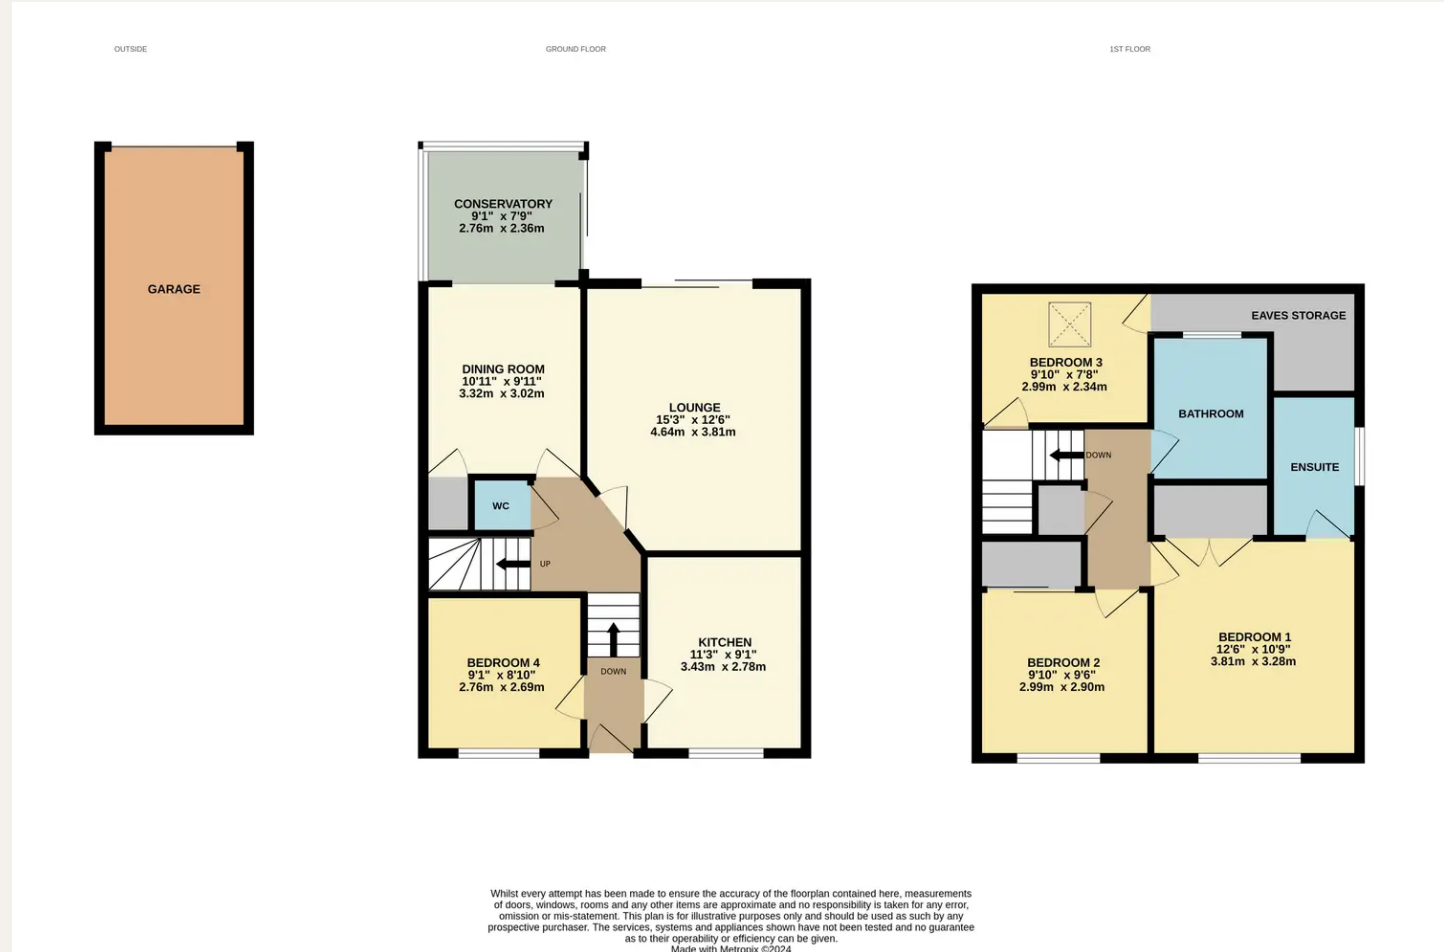 OUTSIDE
GROUND FLOOR
1ST FLOOR
GARAGE
CONSERVATORY
9'1" x 7'9"
2.76m x 2.36m
DINING ROOM
10'11" x 9'11"
3.32m x 3.02m
LOUNGE
15'3" x 12'6"
4.64m x 3.81m
WC
UP
BEDROOM 4
9'1" x 8'10"
2.76m x 2.69m
DOWN
KITCHEN
11'3" x 9'1"
3.43m x 2.78m
EAVES STORAGE
BEDROOM 3
9'10" x 7'8"
2.99m x 2.34m
BATHROOM
DOWN
ENSUITE
BEDROOM 2
9'10" x 9'6"
2.99m x 2.90m
BEDROOM 1
12'6" x 10'9"
3.81m x 3.28m
Whilst every attempt has been made to ensure the accuracy of the floorplan contained here, measurements
of doors, windows, rooms and any other items are approximate and no responsibility is taken for any error,
omission or mis-statement. This plan is for illustrative purposes only and should be used as such by any
prospective purchaser. The services, systems and appliances shown have not been tested and no guarantee
as to their operability or efficiency can be given.
Made with Metropix ©2024